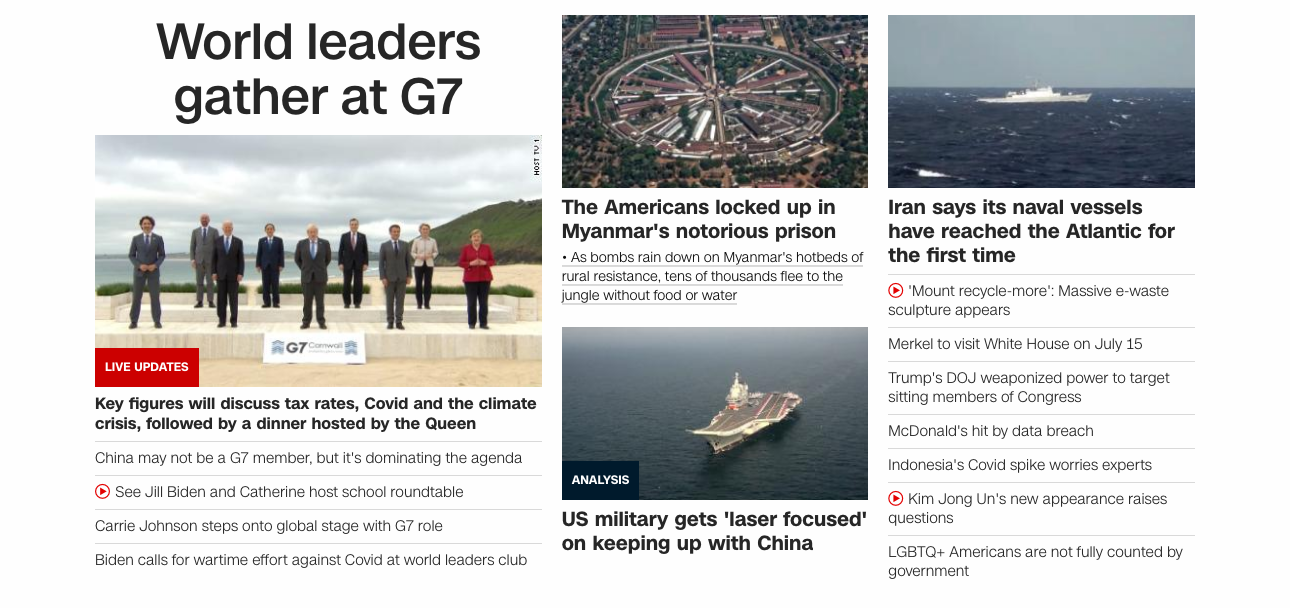 World leaders
gather at G7
HOST TV 1
G7 Cornwall
LIVE UPDATES
Key figures will discuss tax rates, Covid and the climate
crisis, followed by a dinner hosted by the Queen
China may not be a G7 member, but it's dominating the agenda
See Jill Biden and Catherine host school roundtable
Carrie Johnson steps onto global stage with G7 role
Biden calls for wartime effort against Covid at world leaders club
The Americans locked up in
Myanmar's notorious prison
• As bombs rain down on Myanmar's hotbeds of
rural resistance, tens of thousands flee to the
jungle without food or water
ANALYSIS
US military gets 'laser focused'
on keeping up with China
Iran says its naval vessels
have reached the Atlantic for
the first time
'Mount recycle-more': Massive e-waste
sculpture appears
Merkel to visit White House on July 15
Trump's DOJ weaponized power to target
sitting members of Congress
McDonald's hit by data breach
Indonesia's Covid spike worries experts
Kim Jong Un's new appearance raises
questions
LGBTQ+ Americans are not fully counted by
government